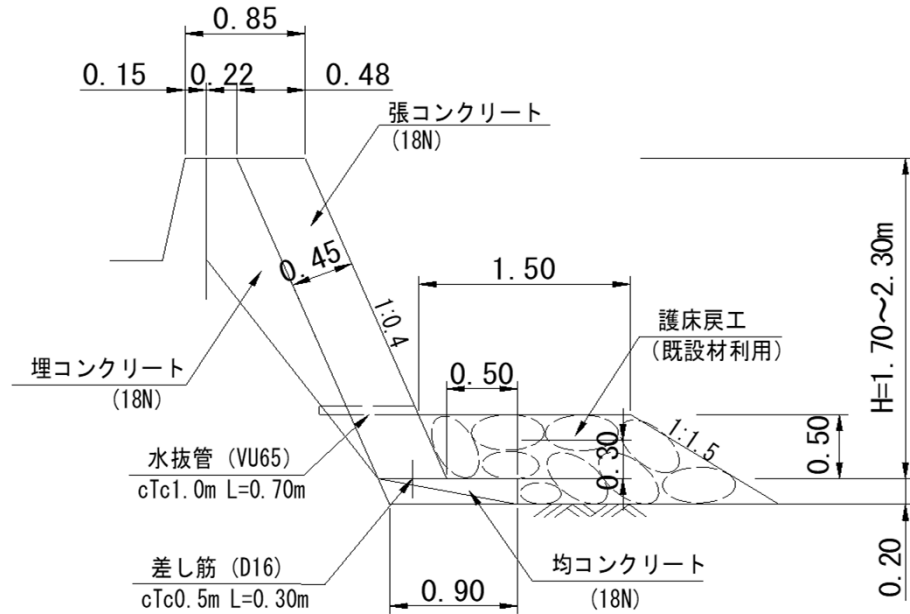 0.85
0.15
0.22
0.48
張コンクリート
(18N)
0.45
1:0.4
1.50
護床戻工
(既設材利用)
埋コンクリート
(18N)
0.50
1:1.5
0.50
H=1.70～2.30m
0.30
水抜管 (VU65)
cTc1.0m L=0.70m
差し筋 (D16)
cTc0.5m L=0.30m
0.90
均コンクリート
(18N)
0.20